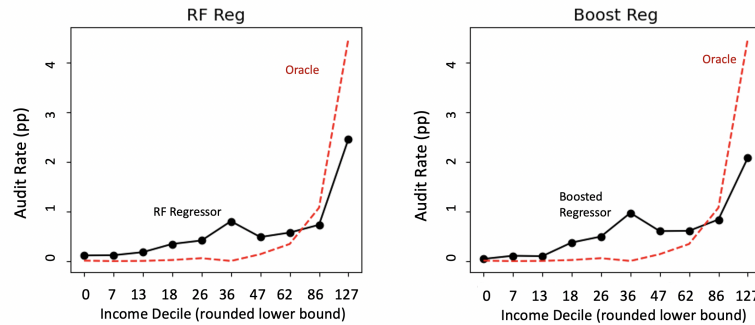 RF Reg
Audit Rate (pp)
4
3
2
1
0
Oracle
RF Regressor
0 7 13 18 26 36 47 62 86 127
Income Decile (rounded lower bound)
Boost Reg
Audit Rate (pp)
4
3
2
1
0
Oracle
Boosted
Regressor
0 7 13 18 26 36 47 62 86 127
Income Decile (rounded lower bound)